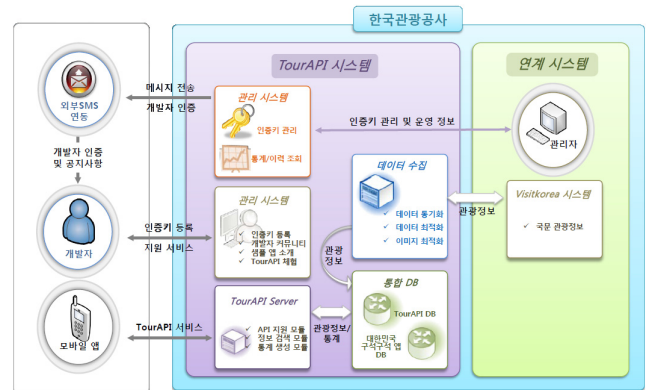 한국관광공사
TourAPI 시스템
연계 시스템
외부SMS
연동
메시지 전송
개발자 인증
관리 시스템
인증키 관리
통계/이력 조회
인증키 관리 및 운영 정보
관리자
개발자 인증
및 공지사항
데이터 수집
✓ 데이터 동기화
✓ 데이터 최적화
✓ 이미지 최적화
관광정보
Visitkorea 시스템
✓ 국문 관광정보
개발자
인증키 등록
지원 서비스
관리 시스템
✓ 인증키 등록
✓ 개발자 커뮤니티
✓ 샘플 앱 소개
✓ TourAPI 체험
관광
정보
통합 DB
TourAPI DB
대한민국
구석구석 앱
DB
모바일 앱
TourAPI 서비스
TourAPI Server
✓ API 지원 모듈
✓ 정보 검색 모듈
✓ 통계 생성 모듈
관광정보/
통계